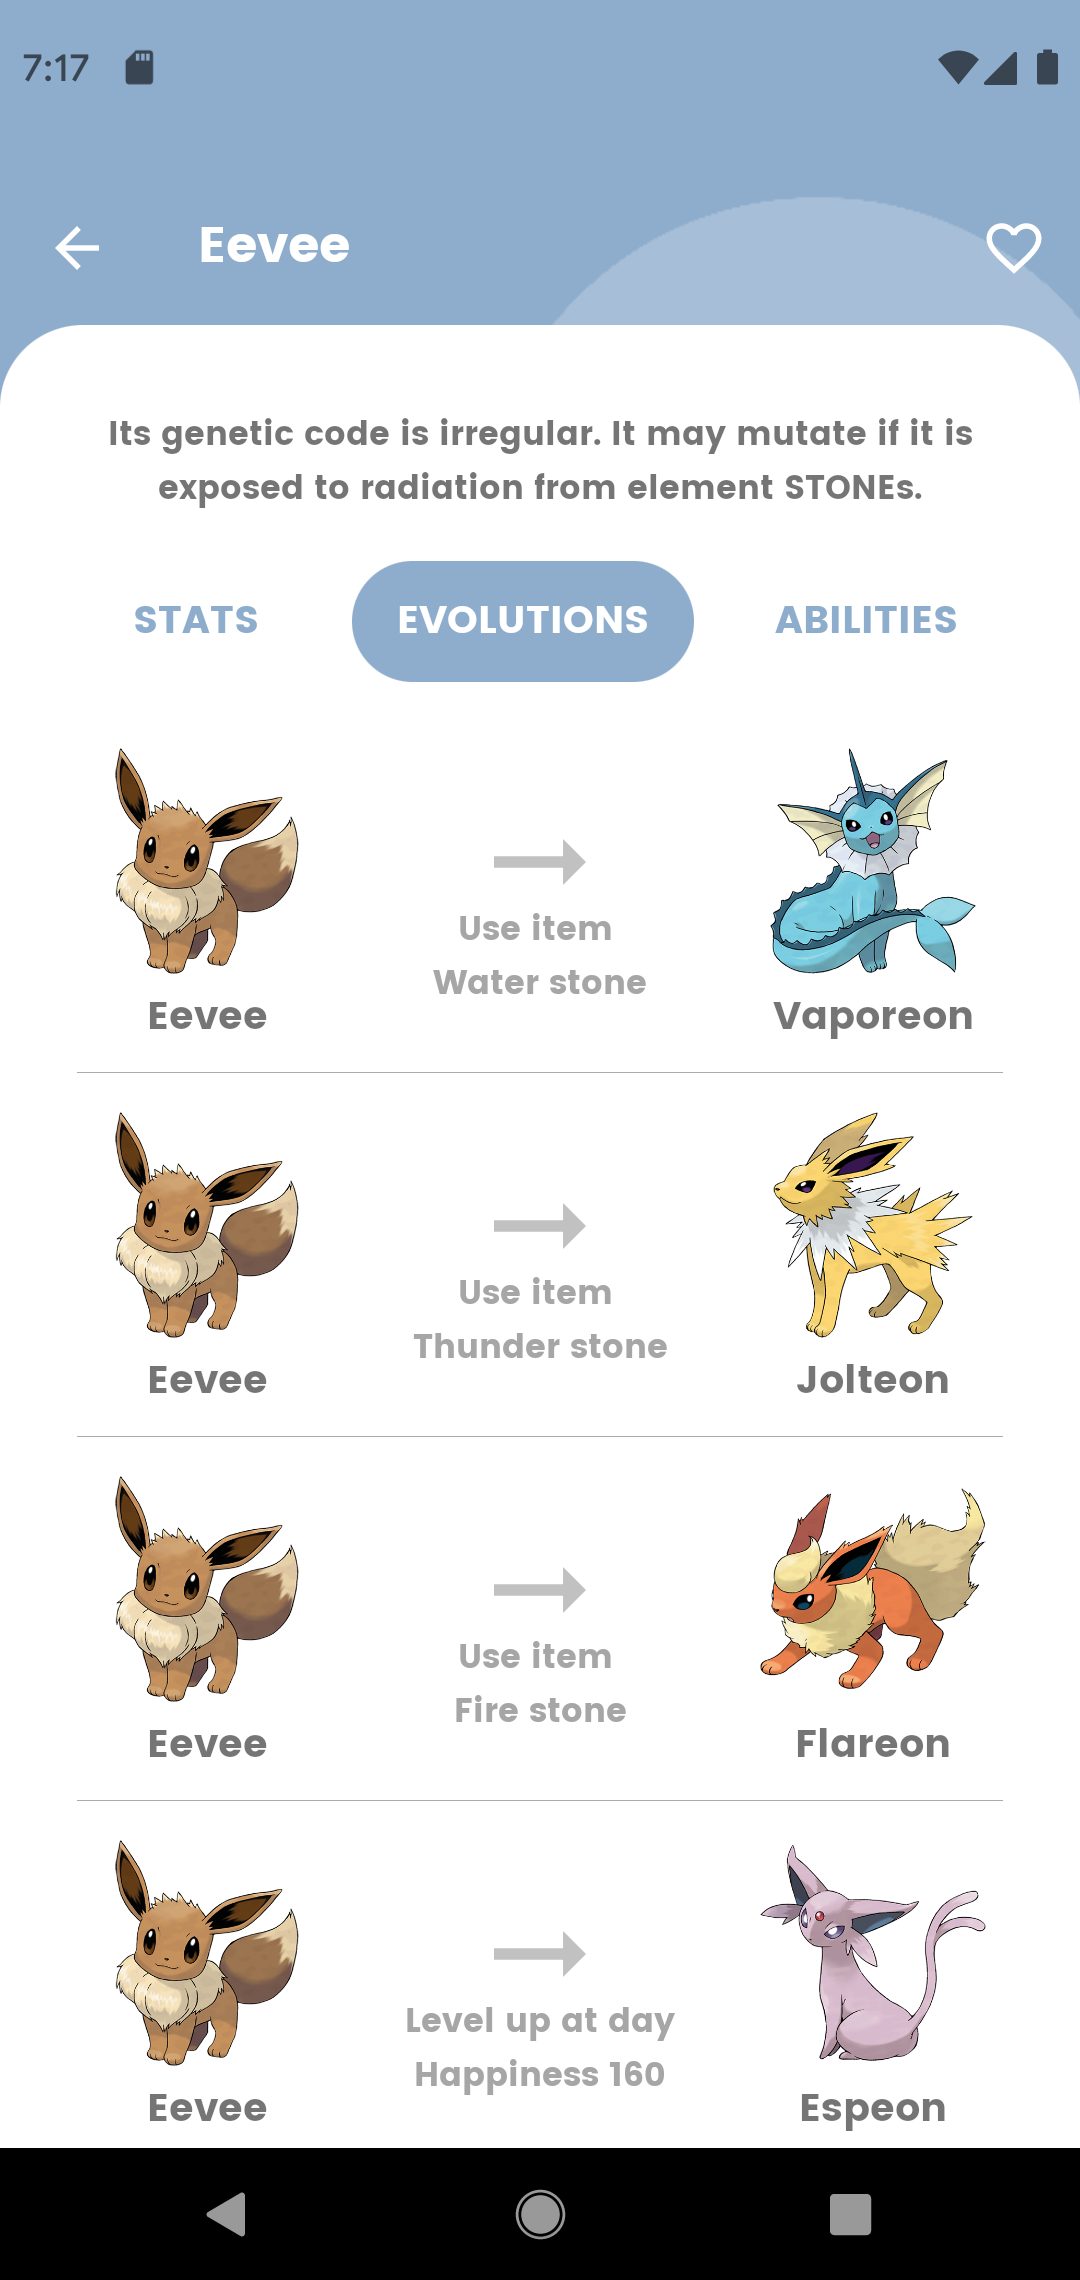 7:17
Eevee
Its genetic code is irregular. It may mutate if it is
exposed to radiation from element STONEs.
STATS EVOLUTIONS ABILITIES
Use item
Water stone
Eevee Vaporeon
Use item
Thunder stone
Eevee Jolteon
Use item
Fire stone
Eevee Flareon
Level up at day
Happiness 160
Eevee Espeon